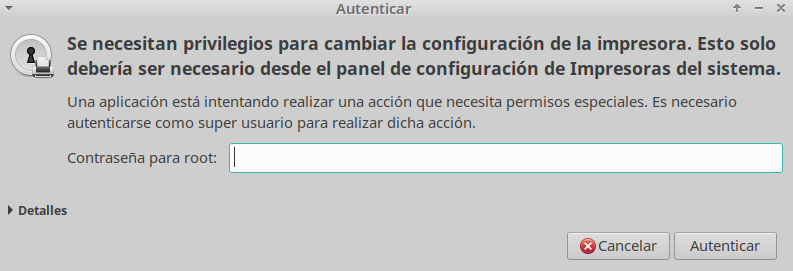 Autenticar
Se necesitan privilegios para cambiar la configuración de la impresora. Esto solo
debería ser necesario desde el panel de configuración de Impresoras del sistema.
Una aplicación está intentando realizar una acción que necesita permisos especiales. Es necesario
autenticarse como super usuario para realizar dicha acción.
Contraseña para root:
Detalles
Cancelar Autenticar